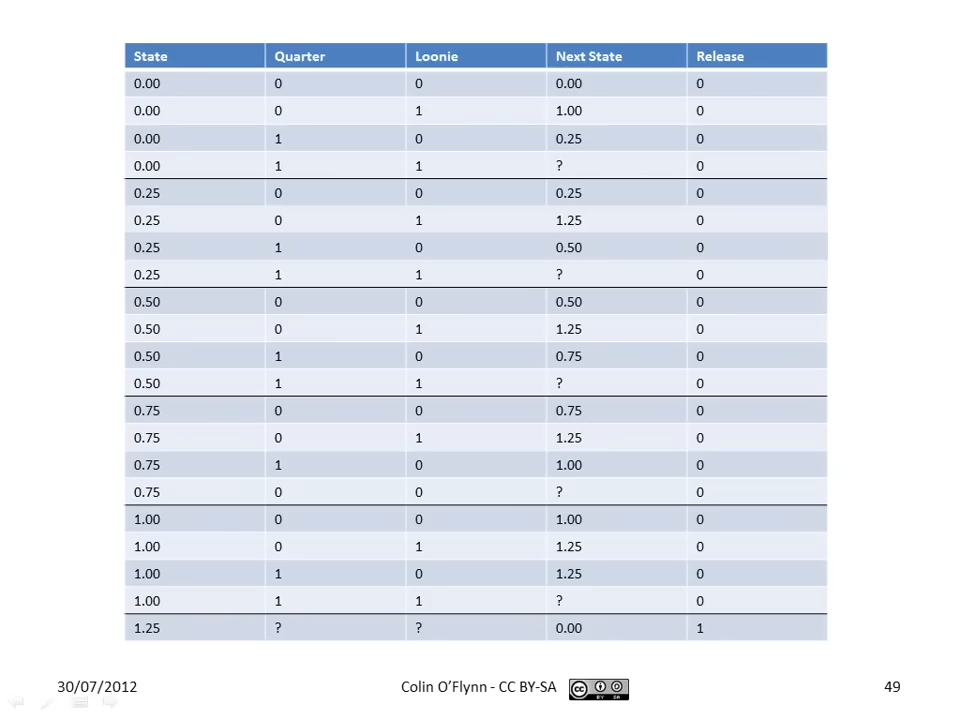 State Quarter Loonie Next State Release
0.00 0 0 0.00 0
0.00 0 1 1.00 0
0.00 1 0 0.25 0
0.00 1 1 ? 0
0.25 0 0 0.25 0
0.25 0 1 1.25 0
0.25 1 0 0.50 0
0.25 1 1 ? 0
0.50 0 0 0.50 0
0.50 0 1 1.25 0
0.50 1 0 0.75 0
0.50 1 1 ? 0
0.75 0 0 0.75 0
0.75 0 1 1.25 0
0.75 1 0 1.00 0
0.75 0 0 ? 0
1.00 0 0 1.00 0
1.00 0 1 1.25 0
1.00 1 0 1.25 0
1.00 1 1 ? 0
1.25 ? ? 0.00 1
30/07/2012 Colin O’Flynn - CC BY-SA cc BY SA 49